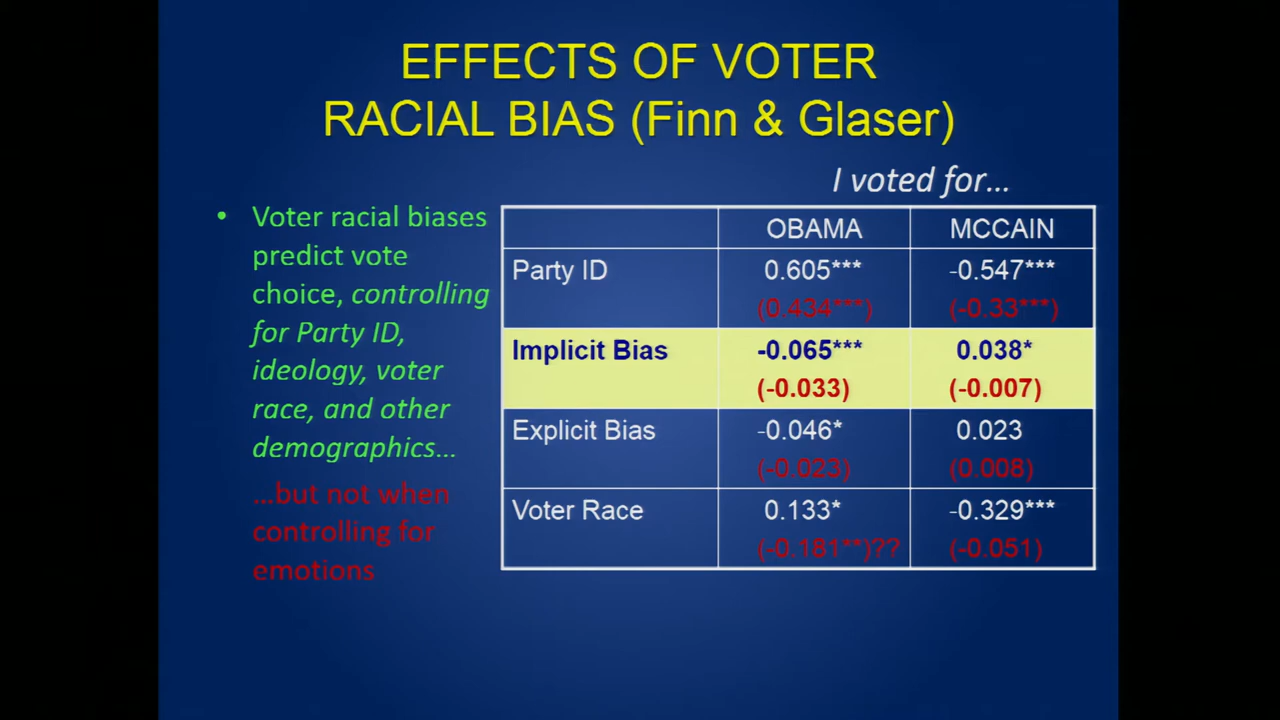 EFFECTS OF VOTER
RACIAL BIAS (Finn & Glaser)
I voted for...
• Voter racial biases
predict vote
choice, controlling
for Party ID,
ideology, voter
race, and other
demographics...
...but not when
controlling for
emotions
OBAMA MCCAIN
Party ID 0.605*** -0.547***
(0.434***) (-0.33***)
Implicit Bias -0.065*** 0.038*
(-0.033) (-0.007)
Explicit Bias -0.046* 0.023
(-0.023) (0.008)
Voter Race 0.133* -0.329***
(-0.181**)?? (-0.051)